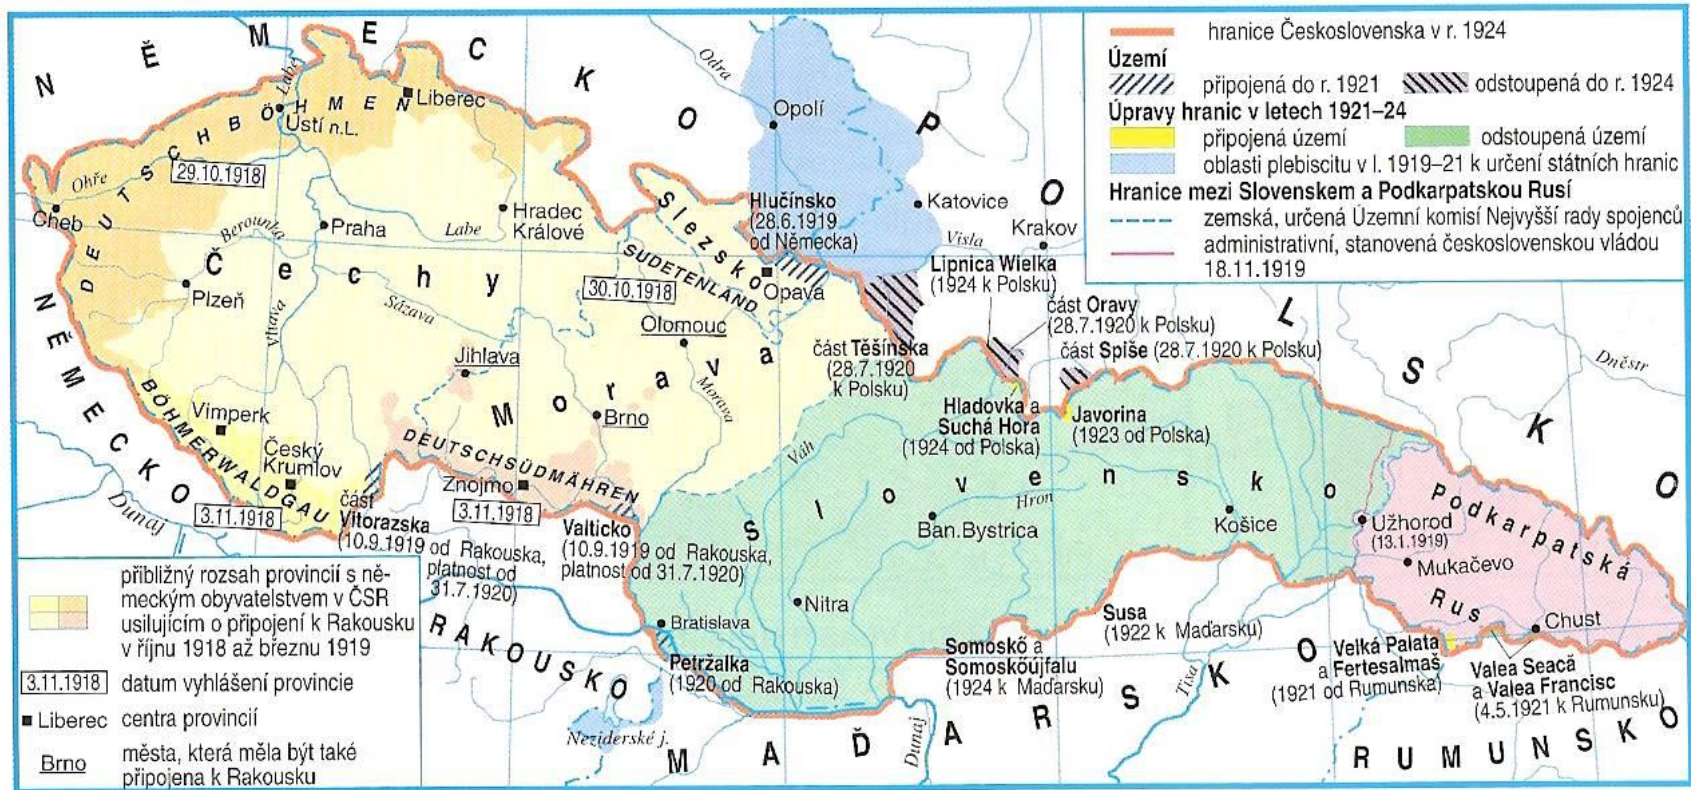 NĚMECKO
POLSKO
NĚMECKO
RAKOUSKO
MAĎARSKO
RUMUNSKO
hranice Československa v r. 1924
Území
připojená do r. 1921
odstoupená do r. 1924
Úpravy hranic v letech 1921–24
připojená území
odstoupená území
oblasti plebiscitu v l. 1919–21 k určení státních hranic
Hranice mezi Slovenskem a Podkarpatskou Rusí
zemská, určená Územní komisí Nejvyšší rady spojenců
administrativní, stanovená československou vládou
18.11.1919
DEUTSCHBÖHMEN
29.10.1918
Labe
Ústí n.L.
Liberec
Ohře
Cheb
Berounka
Praha
Labe
Hradec
Králové
Čechy
Plzeň
Vltava
Sázava
Slezsko
SUDETENLAND
30.10.1918
Opava
Olomouc
Jihlava
Morava
Brno
Morava
BÖHMERWALDGAU
Vimperk
Český
Krumlov
3.11.1918
Dunaj
DEUTSCHSÜDMÄHREN
Znojmo
3.11.1918
část
Vitorazska
(10.9.1919 od Rakouska,
platnost od
31.7.1920)
Valticko
(10.9.1919 od Rakouska,
platnost od 31.7.1920)
Odra
Opolí
Katovice
Krakov
Visla
Hlučínsko
(28.6.1919
od Německa)
Lipnica Wielka
(1924 k Polsku)
část Oravy
(28.7.1920 k Polsku)
část Spiše (28.7.1920 k Polsku)
část Těšínska
(28.7.1920
k Polsku)
Hladovka a
Suchá Hora
(1924 od Polska)
Javorina
(1923 od Polska)
Dněstr
Váh
Slovensko
Hron
Ban.Bystrica
Košice
Nitra
Bratislava
Petržalka
(1920 od Rakouska)
Neziderské j.
Dunaj
Somoskő a
Somoskőújfalu
(1924 k Maďarsku)
Susa
(1922 k Maďarsku)
Tisa
Podkarpatská
Rus
Užhorod
(13.1.1919)
Mukačevo
Chust
Velká Palata
a Fertesalmaš
(1921 od Rumunska)
Valea Seacă
a Valea Francisc
(4.5.1921 k Rumunsku)
přibližný rozsah provincií s ně-
meckým obyvatelstvem v ČSR
usilujícím o připojení k Rakousku
v říjnu 1918 až březnu 1919
3.11.1918 datum vyhlášení provincie
Liberec centra provincií
Brno města, která měla být také
připojena k Rakousku